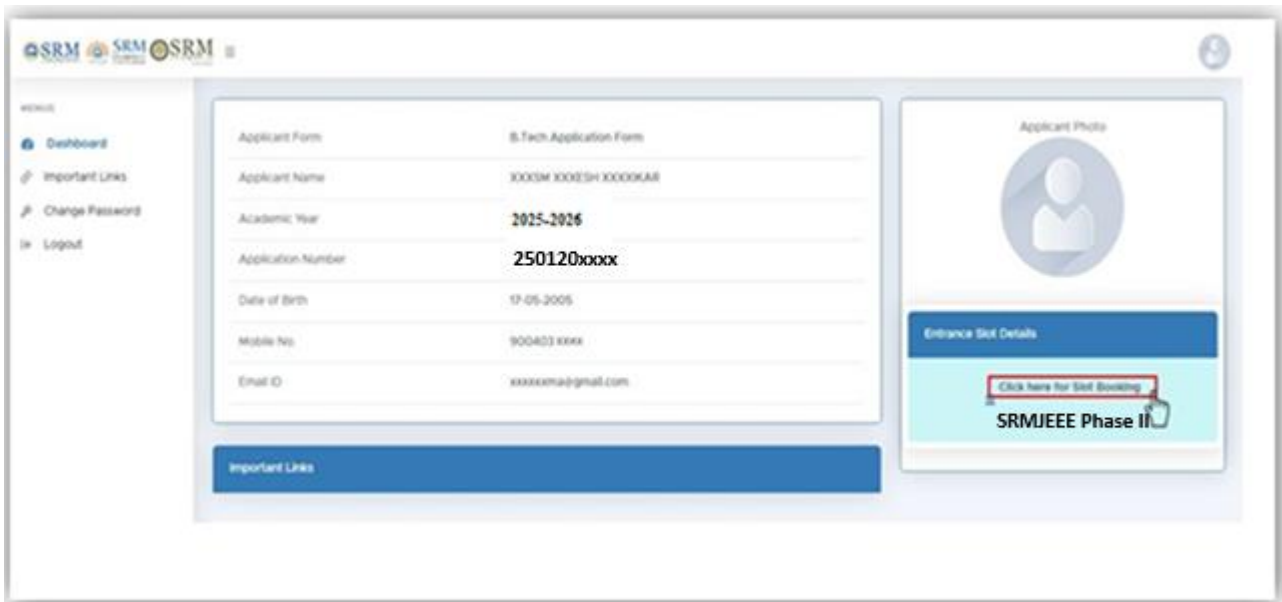 SRM SRM SRM
MENUS
Dashboard
Important Links
Change Password
Logout
Applicant Form B.Tech Application Form
Applicant Name XXXSM XXXESH XXXXKAR
Academic Year 2025-2026
Application Number 250120xxxx
Date of Birth 17-05-2005
Mobile No. 900403 xxxx
Email ID xxxxxxma@gmail.com
Important Links
Applicant Photo
Entrance Slot Details
Click here for Slot Booking
SRMJEEE Phase II